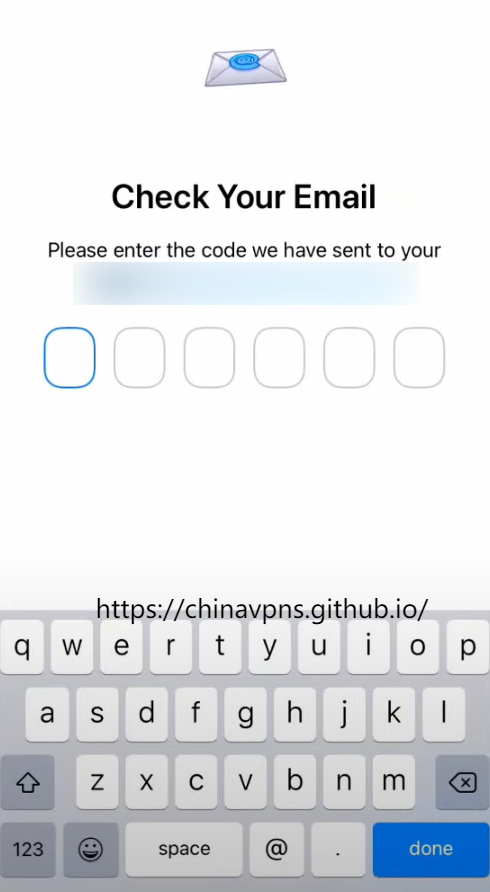 Check Your Email
Please enter the code we have sent to your
https://chinavpns.github.io/
q w e r t y u i o p
a s d f g h j k l
z x c v b n m
123 space @ . done